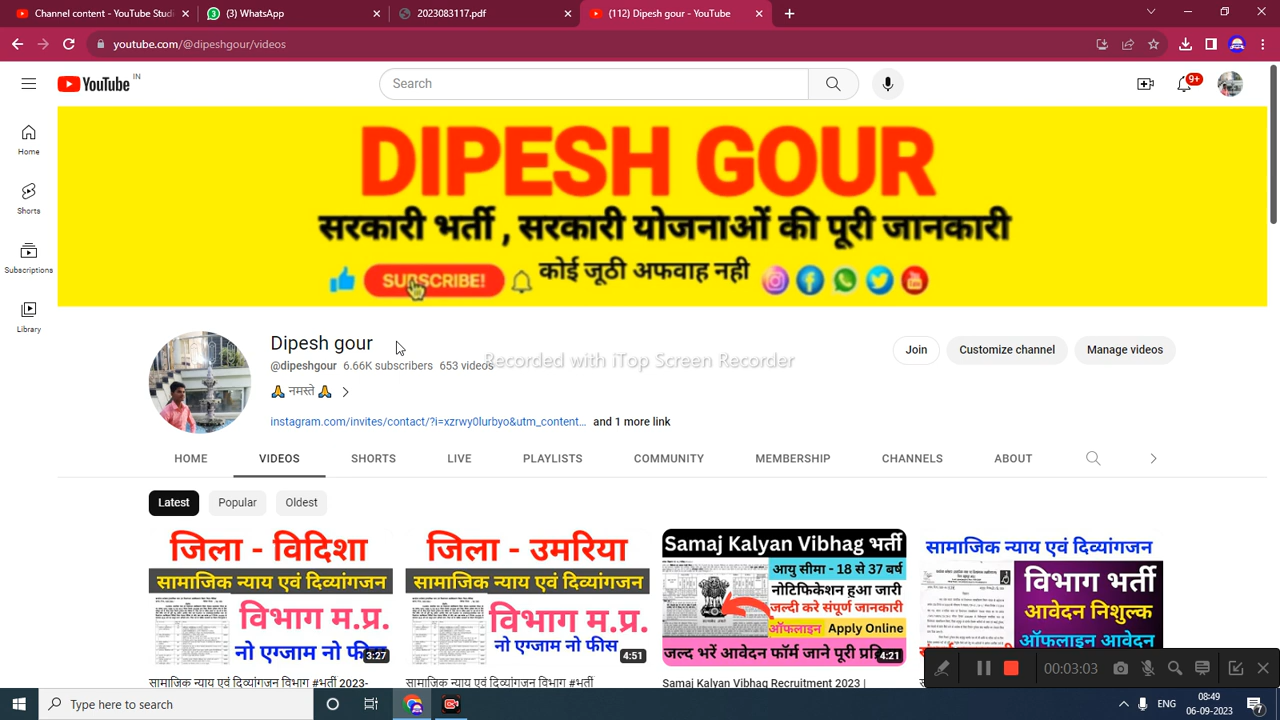 Channel content - YouTube Studi
(3) WhatsApp
2023083117.pdf
(112) Dipesh gour - YouTube
youtube.com/@dipeshgour/videos
YouTube IN
Search
9+
Home
Shorts
Subscriptions
Library
DIPESH GOUR
सरकारी भर्ती , सरकारी योजनाओं की पूरी जानकारी
SUBSCRIBE!
कोई जूठी अफवाह नही
Dipesh gour
@dipeshgour 6.66K subscribers 653 videos
Recorded with iTop Screen Recorder
🙏 नमस्ते 🙏
instagram.com/invites/contact/?i=xzrwy0lurbyo&utm_content... and 1 more link
Join
Customize channel
Manage videos
HOME VIDEOS SHORTS LIVE PLAYLISTS COMMUNITY MEMBERSHIP CHANNELS ABOUT
Latest Popular Oldest
जिला - विदिशा
सामाजिक न्याय एवं दिव्यांगजन
विभाग म.प्र.
नो एग्जाम नो फी
3:27
सामाजिक न्याय एवं दिव्यांगजन विभाग #भर्ती 2023-
जिला - उमरिया
सामाजिक न्याय एवं दिव्यांगजन
विभाग म.प्र.
नो एग्जाम नो फीस
4:51
सामाजिक न्याय एवं दिव्यांगजन विभाग #भर्ती
Samaj Kalyan Vibhag भर्ती
आयु सीमा - 18 से 37 बर्ष
नोटिफिकेशन हुआ जारी
जल्दी करे संपूर्ण जानकारी
ऑफलाइन Apply Online
जल्द भरें आवेदन फॉर्म जाने पूरी प्रक्रि
4:21
Samaj Kalyan Vibhag Recruitment 2023 |
सामाजिक न्याय एवं दिव्यांगजन
विभाग भर्ती
आवेदन निशुल्क
ऑफलाइन आवेदन
00:03:03
Type here to search
08:49
06-09-2023
7